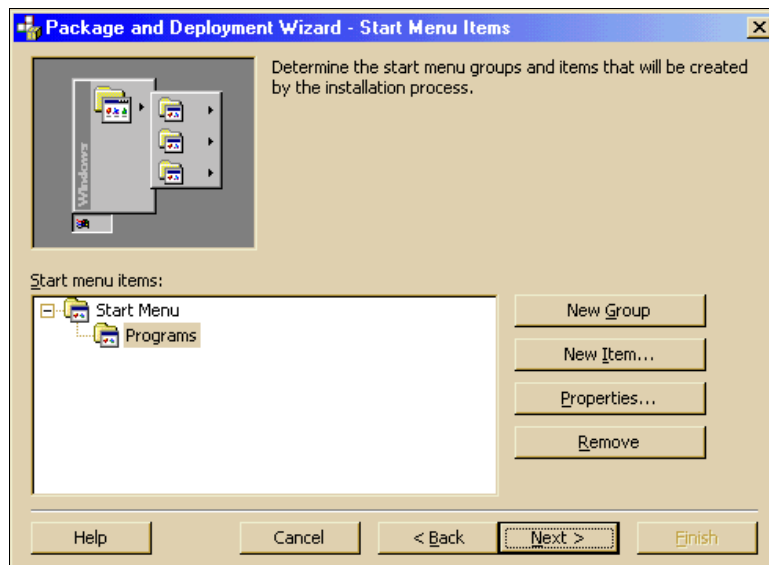 Package and Deployment Wizard - Start Menu Items
Determine the start menu groups and items that will be created
by the installation process.
Windows
Start menu items:
Start Menu
Programs
New Group
New Item...
Properties...
Remove
Help
Cancel
< Back
Next >
Finish